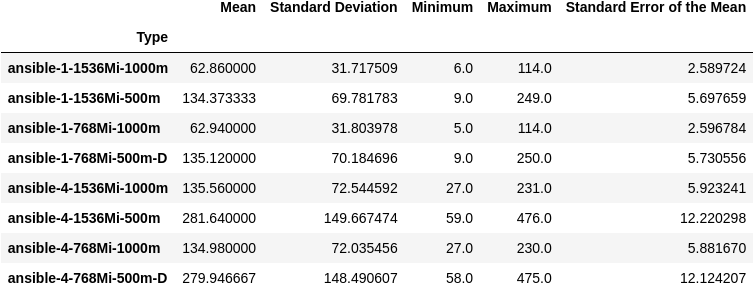 Mean Standard Deviation Minimum Maximum Standard Error of the Mean
Type
ansible-1-1536Mi-1000m 62.860000 31.717509 6.0 114.0 2.589724
ansible-1-1536Mi-500m 134.373333 69.781783 9.0 249.0 5.697659
ansible-1-768Mi-1000m 62.940000 31.803978 5.0 114.0 2.596784
ansible-1-768Mi-500m-D 135.120000 70.184696 9.0 250.0 5.730556
ansible-4-1536Mi-1000m 135.560000 72.544592 27.0 231.0 5.923241
ansible-4-1536Mi-500m 281.640000 149.667474 59.0 476.0 12.220298
ansible-4-768Mi-1000m 134.980000 72.035456 27.0 230.0 5.881670
ansible-4-768Mi-500m-D 279.946667 148.490607 58.0 475.0 12.124207